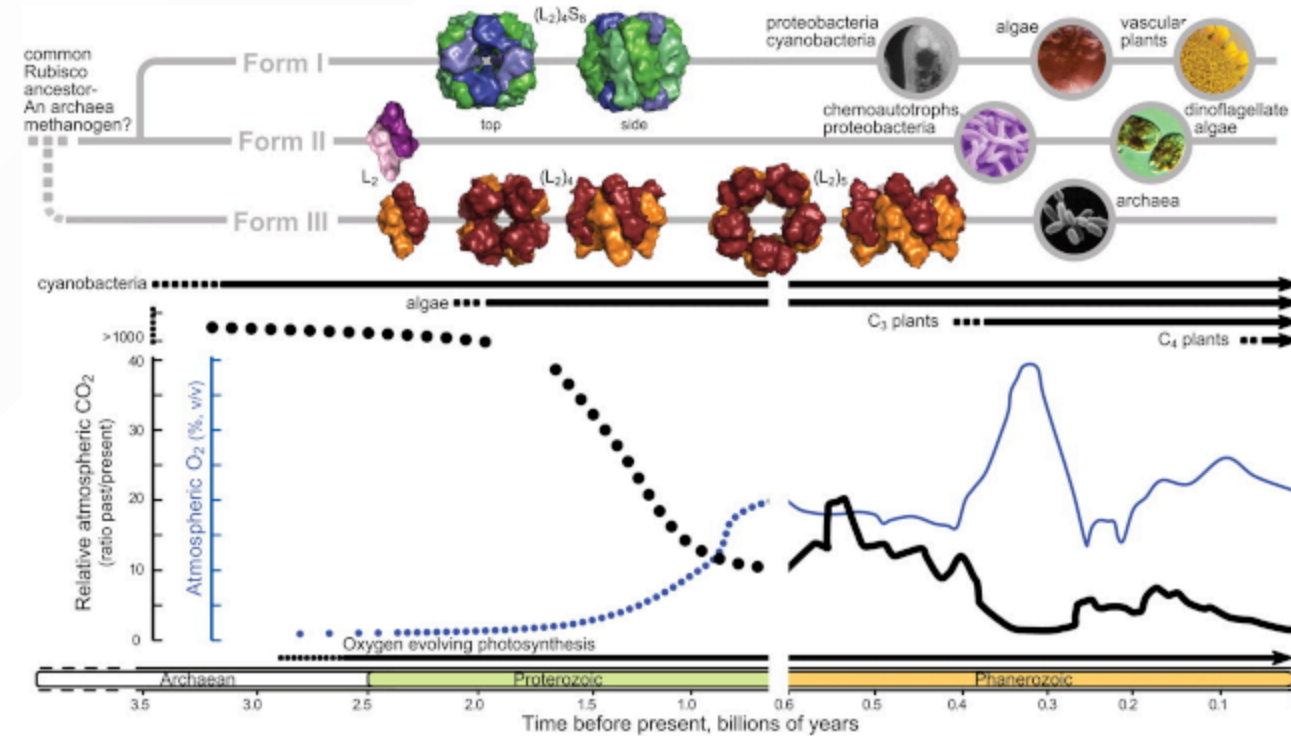 (L₂)₄S₈
proteobacteria
cyanobacteria
algae
vascular
plants
common
Rubisco
ancestor-
An archaea
methanogen?
Form I
top
side
chemoautotrophs,
proteobacteria
dinoflagellate
algae
Form II
L₂
(L₂)₄
(L₂)₅
archaea
Form III
cyanobacteria
algae
C₃ plants
C₄ plants
>1000
40
30
20
10
0
Relative atmospheric CO₂
(ratio past/present)
Atmospheric O₂ (%, v/v)
Oxygen evolving photosynthesis
Archaean
Proterozoic
Phanerozoic
3.5 3.0 2.5 2.0 1.5 1.0 0.6 0.5 0.4 0.3 0.2 0.1
Time before present, billions of years